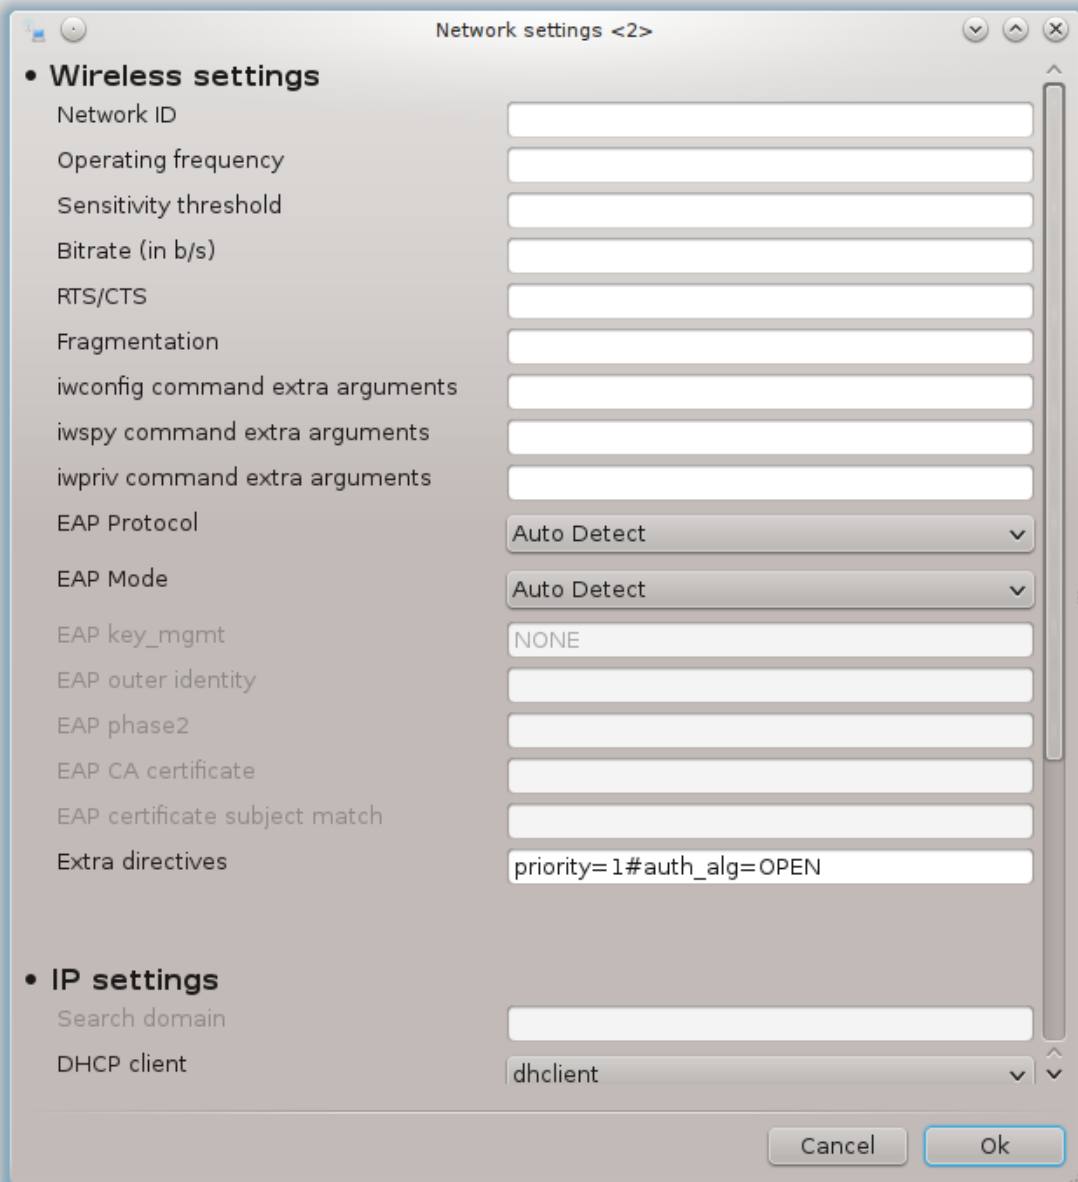 Network settings <2>
• Wireless settings
Network ID
Operating frequency
Sensitivity threshold
Bitrate (in b/s)
RTS/CTS
Fragmentation
iwconfig command extra arguments
iwspy command extra arguments
iwpriv command extra arguments
EAP Protocol Auto Detect
EAP Mode Auto Detect
EAP key_mgmt NONE
EAP outer identity
EAP phase2
EAP CA certificate
EAP certificate subject match
Extra directives priority=1#auth_alg=OPEN
• IP settings
Search domain
DHCP client dhclient
Cancel Ok